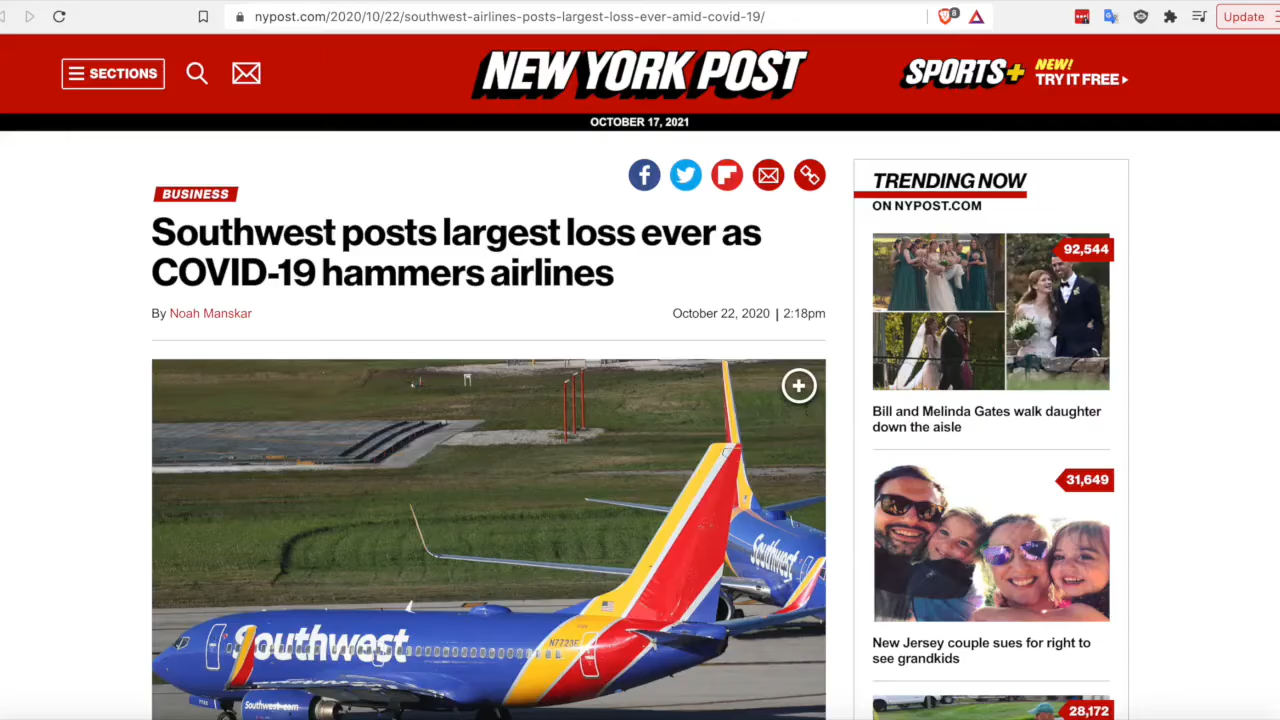 nypost.com/2020/10/22/southwest-airlines-posts-largest-loss-ever-amid-covid-19/
8
Update
SECTIONS
NEW YORK POST
SPORTS+
NEW!
TRY IT FREE
OCTOBER 17, 2021
BUSINESS
Southwest posts largest loss ever as
COVID-19 hammers airlines
By Noah Manskar
October 22, 2020 | 2:18pm
Southwest
Southwest
Southwest.com
TRENDING NOW
ON NYPOST.COM
92,544
Bill and Melinda Gates walk daughter
down the aisle
31,649
New Jersey couple sues for right to
see grandkids
28,172